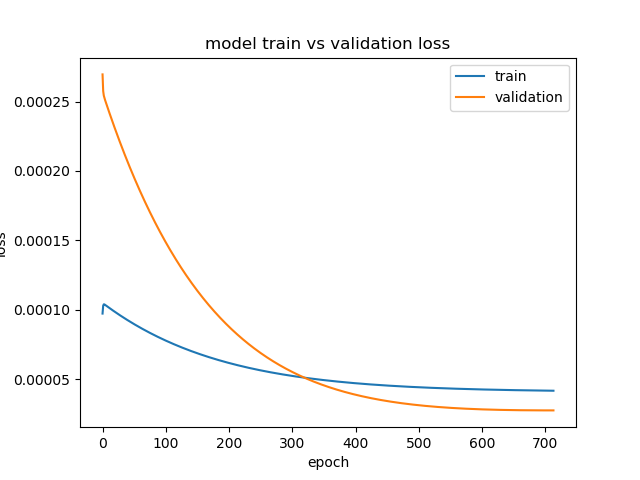 model train vs validation loss
train
validation
0.00025
0.00020
0.00015
0.00010
0.00005
loss
0 100 200 300 400 500 600 700
epoch